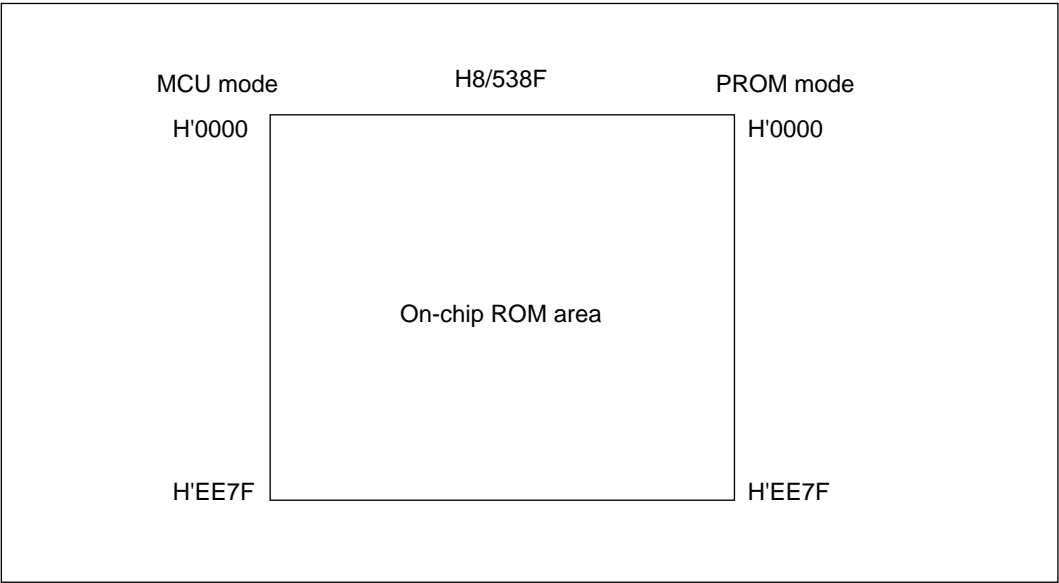 H8/538F
MCU mode
PROM mode
H'0000
H'0000
On-chip ROM area
H'EE7F
H'EE7F